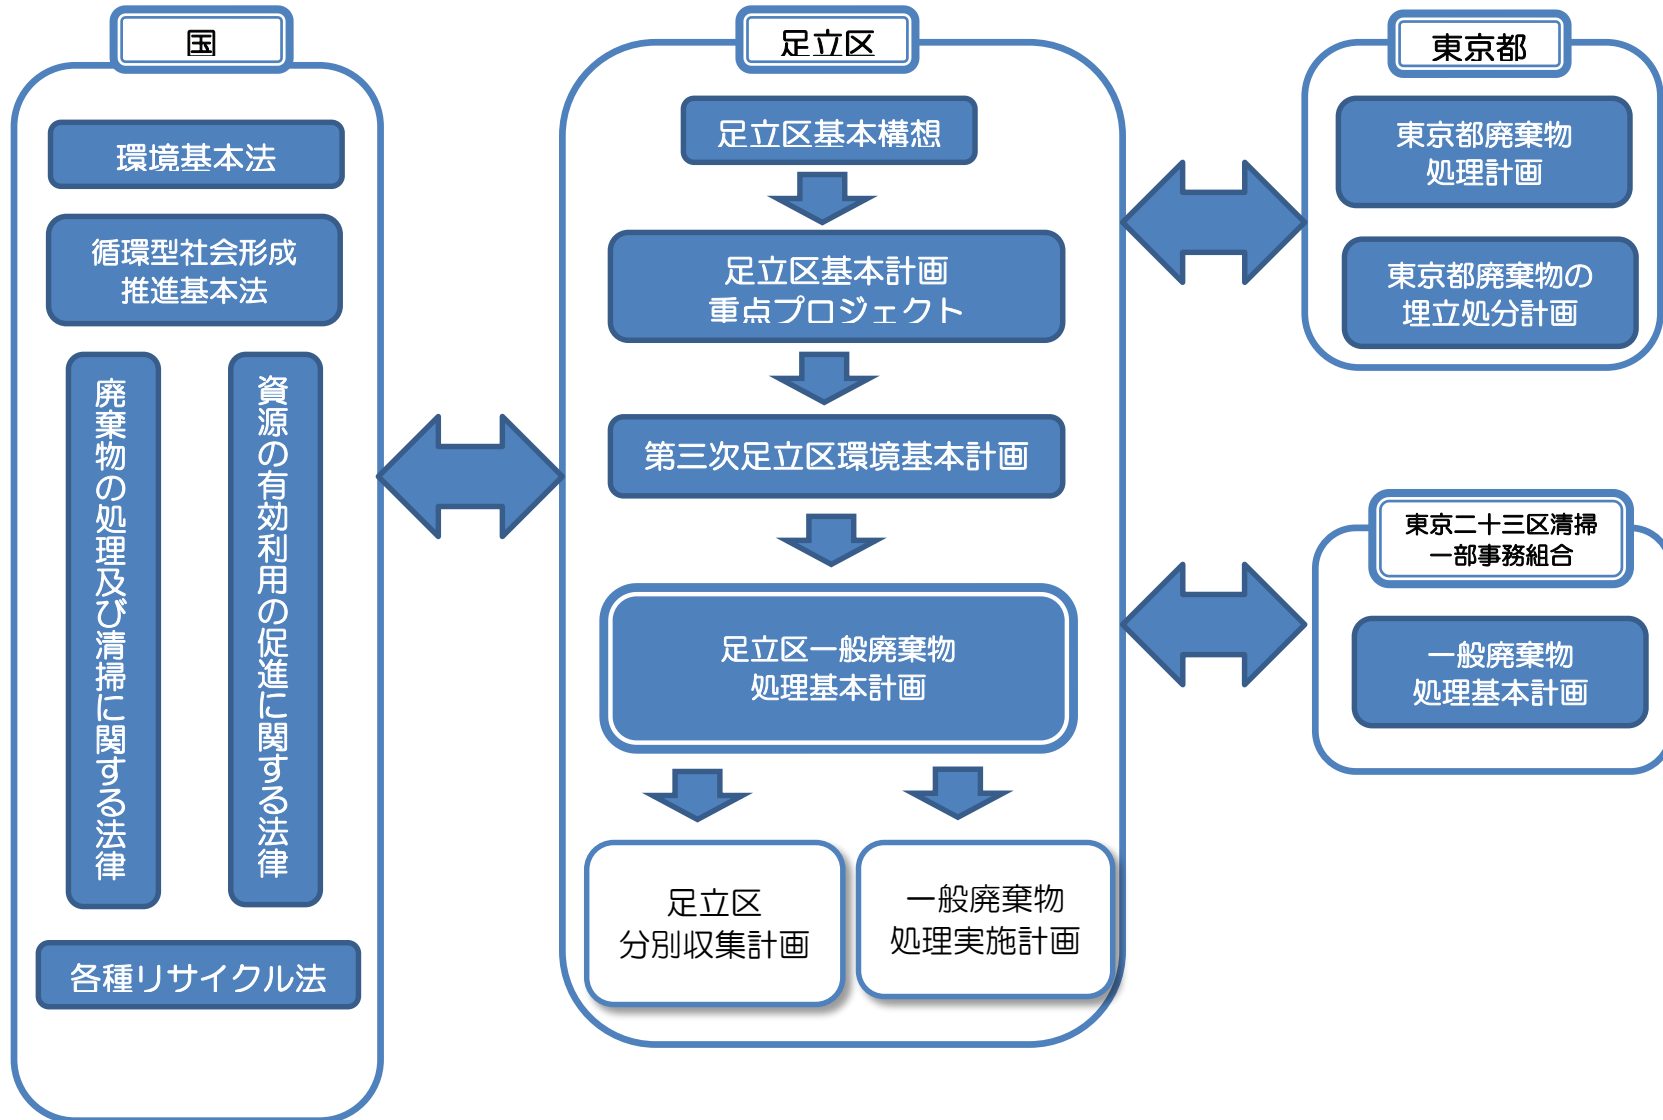 国
環境基本法
循環型社会形成
推進基本法
廃棄物の処理及び清掃に関する法律
資源の有効利用の促進に関する法律
各種リサイクル法
足立区
足立区基本構想
足立区基本計画
重点プロジェクト
第三次足立区環境基本計画
足立区一般廃棄物
処理基本計画
足立区
分別収集計画
一般廃棄物
処理実施計画
東京都
東京都廃棄物
処理計画
東京都廃棄物の
埋立処分計画
東京二十三区清掃
一部事務組合
一般廃棄物
処理基本計画